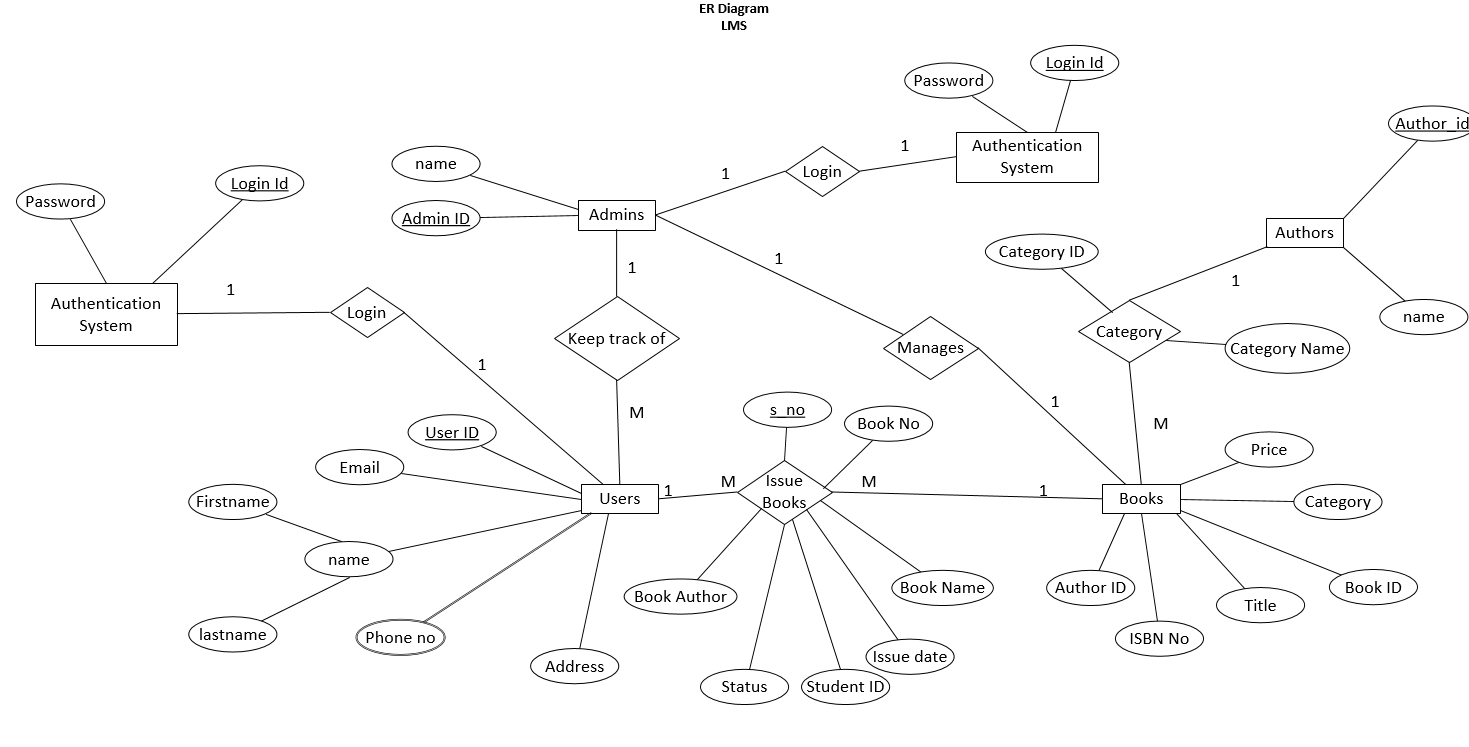 ER Diagram
LMS
Password
Login Id
Authentication
System
Author_id
name
Admin ID
Admins
1
Login
1
Password
Login Id
Authentication
System
1
Login
1
1
Keep track of
M
1
Manages
1
Authors
name
Category ID
1
Category
Category Name
M
User ID
Email
Firstname
name
lastname
Phone no
Address
Users
1
M
Issue
Books
M
1
s_no
Book No
Book Author
Status
Student ID
Issue date
Book Name
Books
Price
Category
Book ID
Title
ISBN No
Author ID